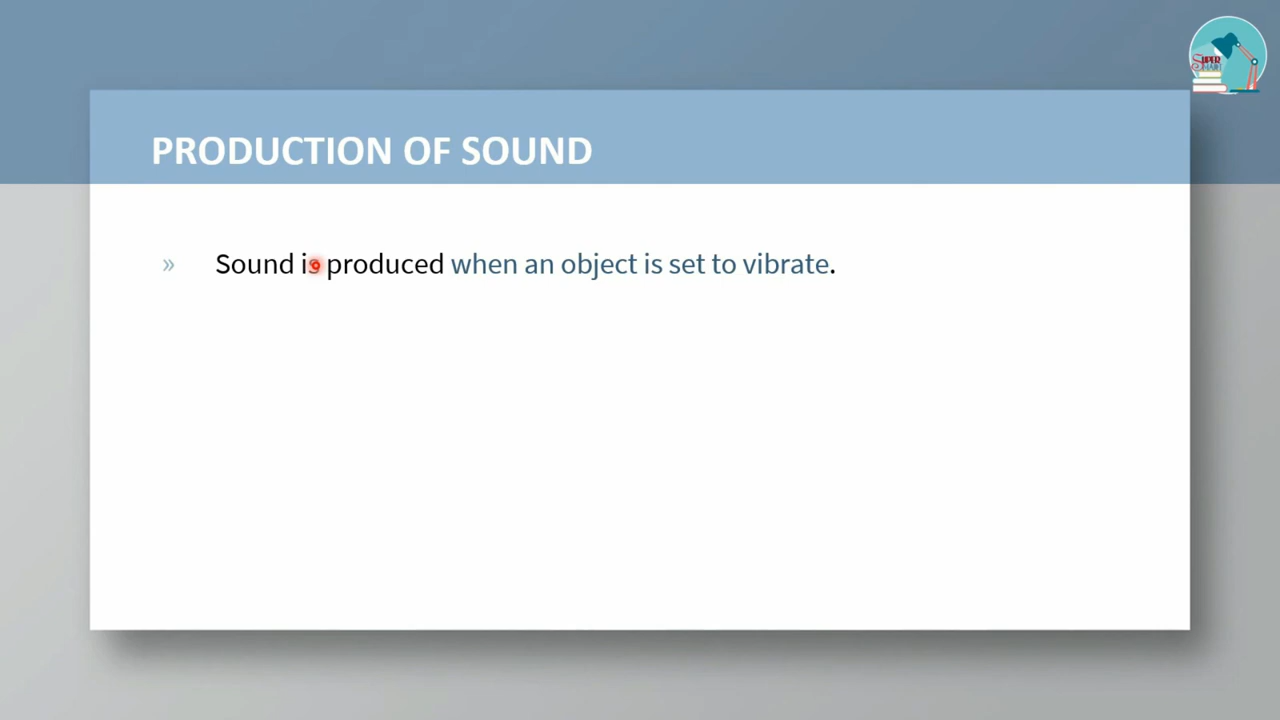 PRODUCTION OF SOUND
» Sound is produced when an object is set to vibrate.